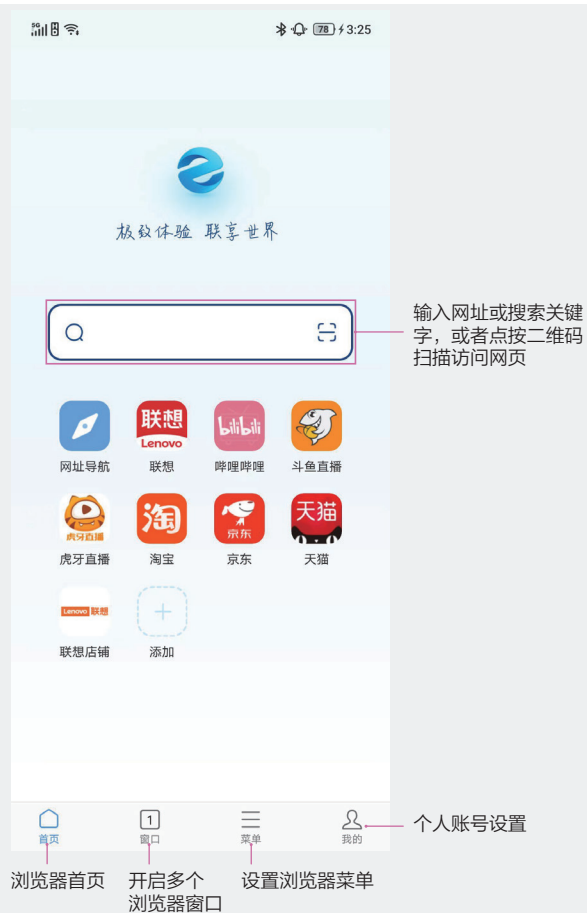 5G
78
3:25
极致体验 联享世界
输入网址或搜索关键
字，或者点按二维码
扫描访问网页
联想
Lenovo
bilibili
网址导航
联想
哔哩哔哩
斗鱼直播
虎牙直播
淘
京东
天猫
虎牙直播
淘宝
京东
天猫
Lenovo 联想
联想店铺
添加
1
首页
窗口
菜单
我的
个人账号设置
浏览器首页
开启多个
浏览器窗口
设置浏览器菜单